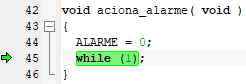 42 void aciona_alarme( void )
43 {
44 ALARME = 0;
45 while (1);
46 }